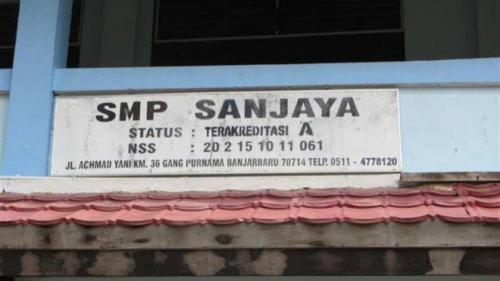 SMP SANJAYA
STATUS : TERAKREDITASI A
NSS : 20 2 15 10 11 061
JL. ACHMAD YANI KM. 36 GANG PURNAMA BANJARBARU 70714 TELP. 0511 - 4778120